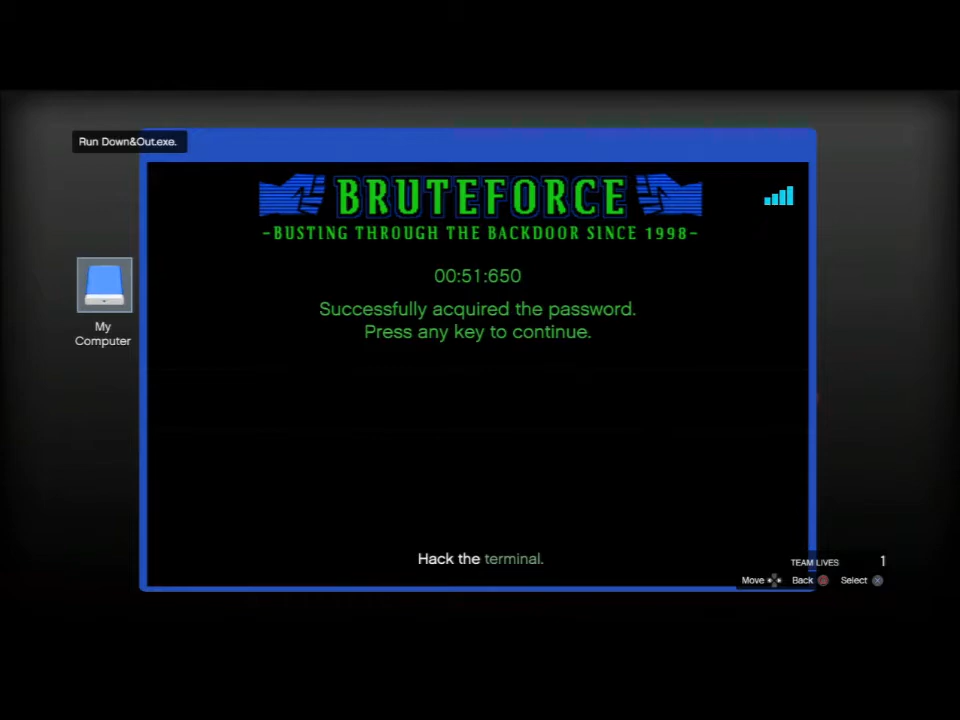 Run Down&Out.exe.
BRUTEFORCE
-BUSTING THROUGH THE BACKDOOR SINCE 1998-
00:51:650
Successfully acquired the password.
Press any key to continue.
My
Computer
Hack the terminal.
TEAM LIVES 1
Move Back Select